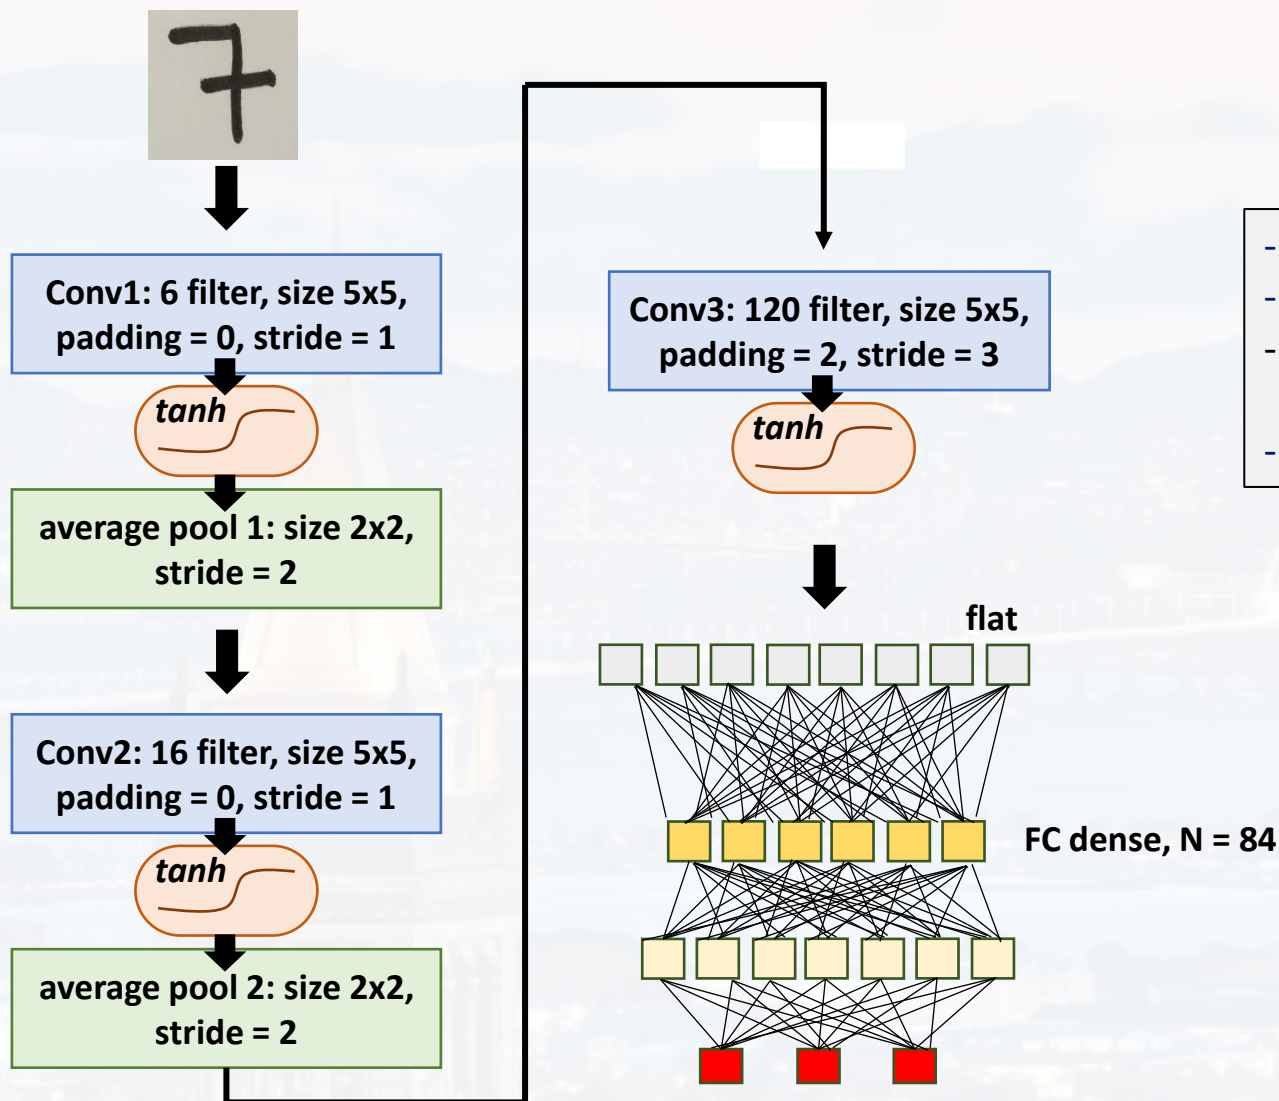 7
Conv1: 6 filter, size 5x5,
padding = 0, stride = 1
tanh
average pool 1: size 2x2,
stride = 2
Conv2: 16 filter, size 5x5,
padding = 0, stride = 1
tanh
average pool 2: size 2x2,
stride = 2
Conv3: 120 filter, size 5x5,
padding = 2, stride = 3
tanh
flat
FC dense, N = 84
-
-
-
-